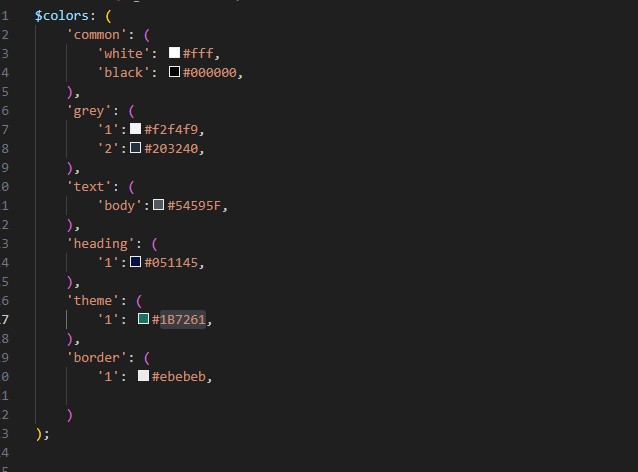 1 $colors: (
2 'common': (
3 'white': #fff,
4 'black': #000000,
5 ),
6 'grey': (
7 '1':#f2f4f9,
8 '2':#203240,
9 ),
0 'text': (
1 'body':#54595F,
2 ),
3 'heading': (
4 '1':#051145,
5 ),
6 'theme': (
7 '1': #1B7261,
8 ),
9 'border': (
0 '1': #ebebeb,
1
2 )
3 );
4